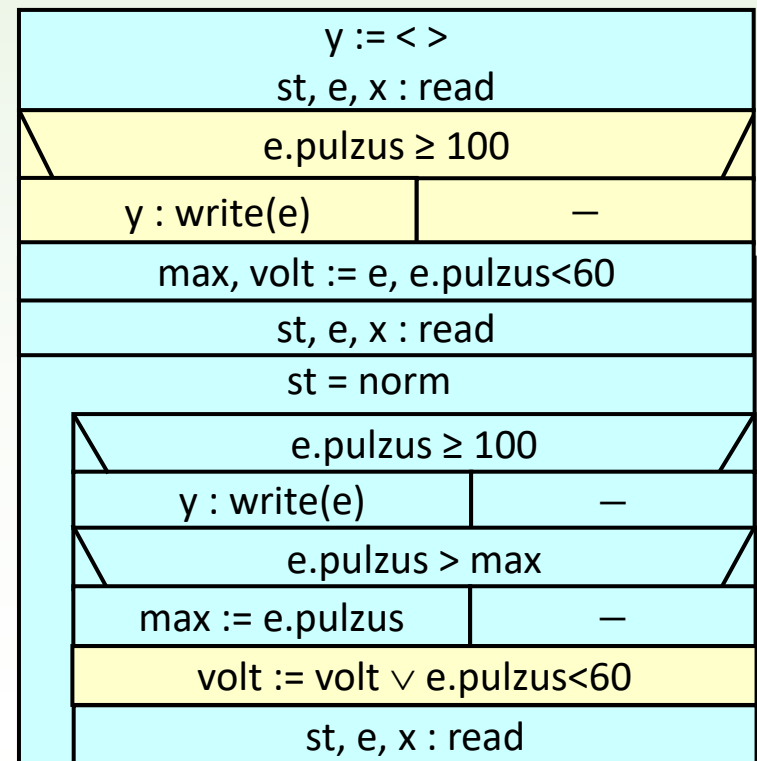 y := < >
st, e, x : read
e.pulzus ≥ 100
y : write(e) –
max, volt := e, e.pulzus<60
st, e, x : read
st = norm
e.pulzus ≥ 100
y : write(e) –
e.pulzus > max
max := e.pulzus –
volt := volt ∨ e.pulzus<60
st, e, x : read